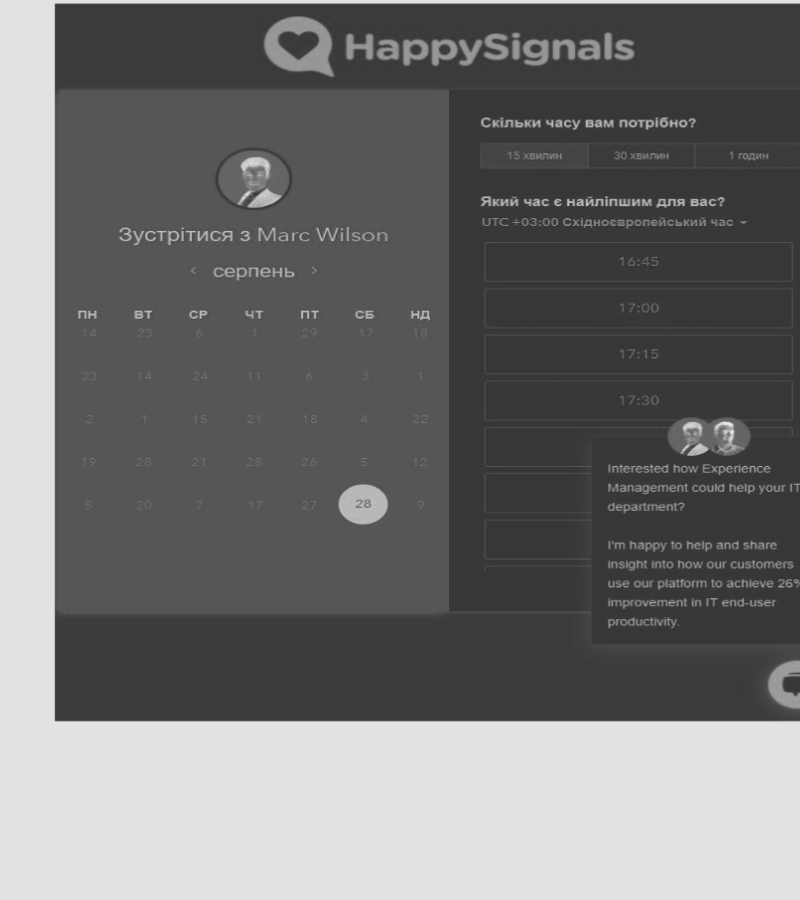 HappySignals
Зустрітися з Marc Wilson
‹ серпень ›
ПН ВТ СР ЧТ ПТ СБ НД
14 23 6 1 29 17 18
23 14 24 11 6 3 1
2 1 15 21 18 4 22
19 28 21 28 26 5 12
5 20 7 17 27 28 9
Скільки часу вам потрібно?
15 хвилин 30 хвилин 1 годин
Який час є найліпшим для вас?
UTC +03:00 Східноєвропейський час
16:45
17:00
17:15
17:30
Interested how Experience
Management could help your IT
department?
I'm happy to help and share
insight into how our customers
use our platform to achieve 26%
improvement in IT end-user
productivity.